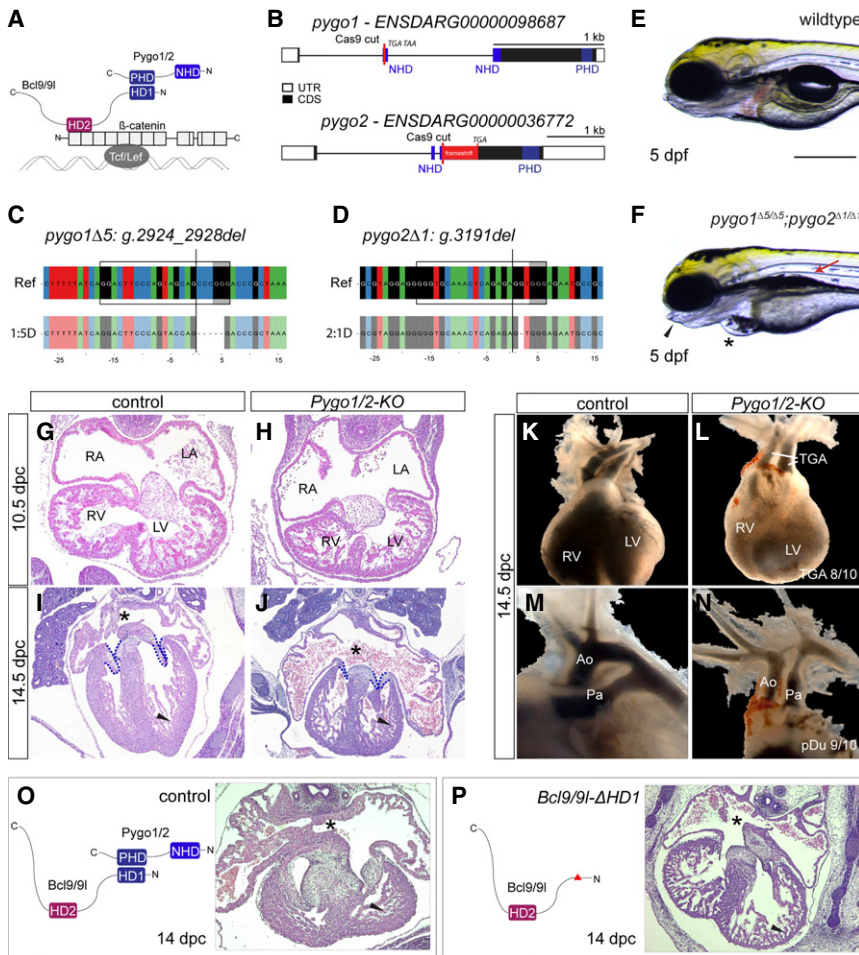 A
Pygo1/2
C
PHD
NHD
N
Bcl9/9l
C
HD1
N
HD2
ß-catenin
N
C
Tcf/Lef
B
pygo1 - ENSDARG00000098687
Cas9 cut
TGA TAA
1 kb
NHD
NHD
PHD
UTR
CDS
pygo2 - ENSDARG00000036772
Cas9 cut
TGA
1 kb
frameshift
NHD
PHD
E
wildtype
5 dpf
C
pygo1Δ5: g.2924_2928del
Ref
CTTTTTATCAGGACTTCCCAGTACCAGCCCGGGACCCGCTAAA
1:5D
CTTTTTATCAGGACTTCCCAGTACCAG-----GACCCGCTAAA
-25
-15
-5
5
15
D
pygo2Δ1: g.3191del
Ref
2:1D
-25
-15
-5
5
15
F
pygo1Δ5/Δ5;pygo2Δ1/Δ1
*
5 dpf
control
Pygo1/2-KO
10.5 dpc
G
RA
LA
RV
LV
H
RA
LA
RV
LV
14.5 dpc
I
*
J
*
control
Pygo1/2-KO
14.5 dpc
K
RV
LV
L
TGA
RV
LV
TGA 8/10
M
Ao
Pa
N
Ao
Pa
pDu 9/10
O
control
C
Pygo1/2
C
PHD
NHD
N
Bcl9/9l
HD1
N
HD2
14 dpc
*
P
Bcl9/9l-ΔHD1
C
Bcl9/9l
N
HD2
14 dpc
*